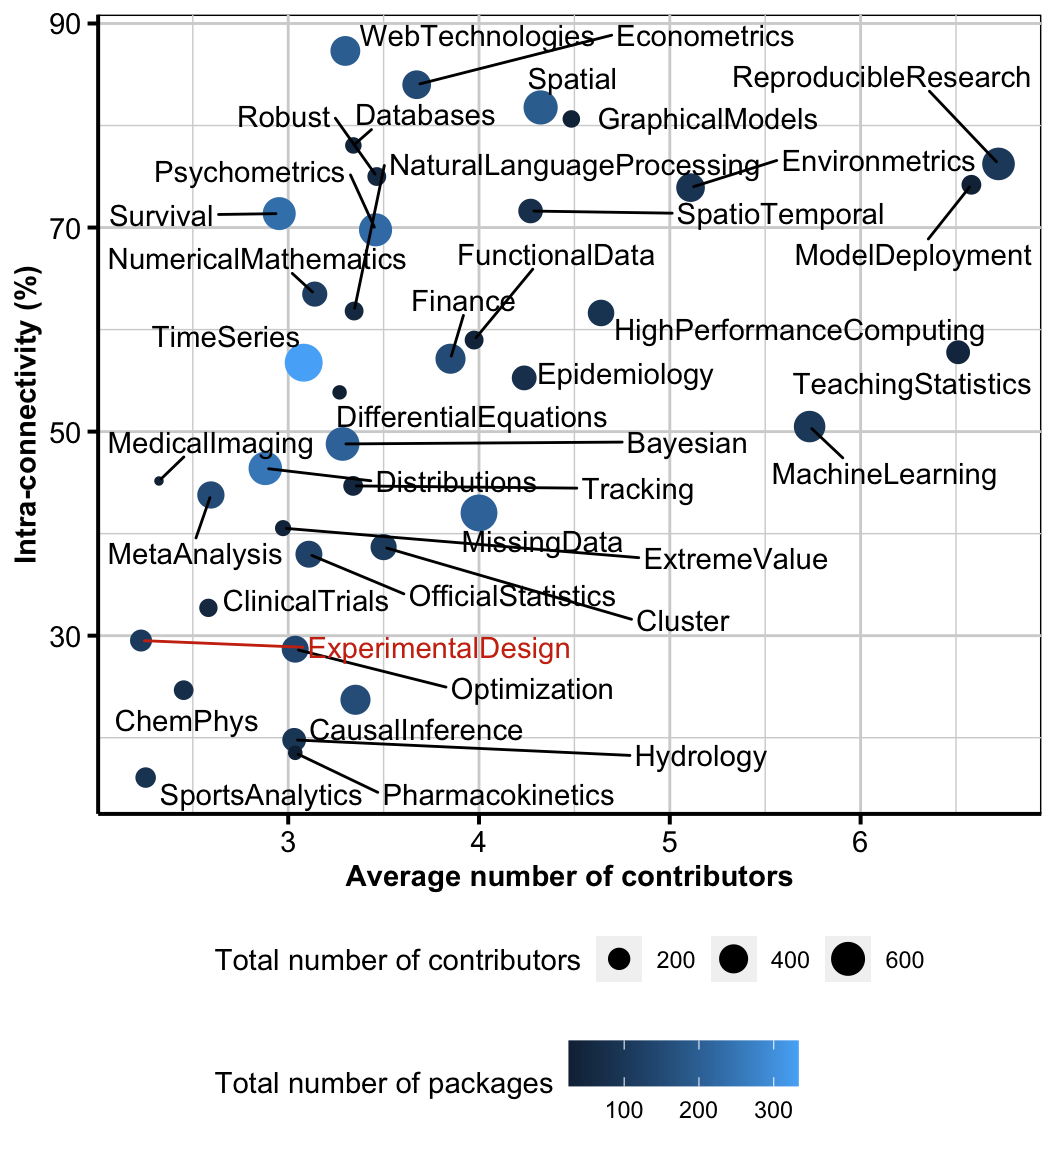 90
WebTechnologies
Econometrics
Spatial
ReproducibleResearch
Robust
Databases
GraphicalModels
Psychometrics
NaturalLanguageProcessing
Environmetrics
Survival
SpatioTemporal
70
NumericalMathematics
FunctionalData
ModelDeployment
Finance
TimeSeries
HighPerformanceComputing
Epidemiology
TeachingStatistics
DifferentialEquations
50
MedicalImaging
Bayesian
Distributions
Tracking
MachineLearning
MetaAnalysis
MissingData
ExtremeValue
ClinicalTrials
OfficialStatistics
Cluster
30
ExperimentalDesign
Optimization
ChemPhys
CausalInference
Hydrology
SportsAnalytics
Pharmacokinetics
Intra-connectivity (%)
3 4 5 6
Average number of contributors
Total number of contributors 200 400 600
Total number of packages
100 200 300